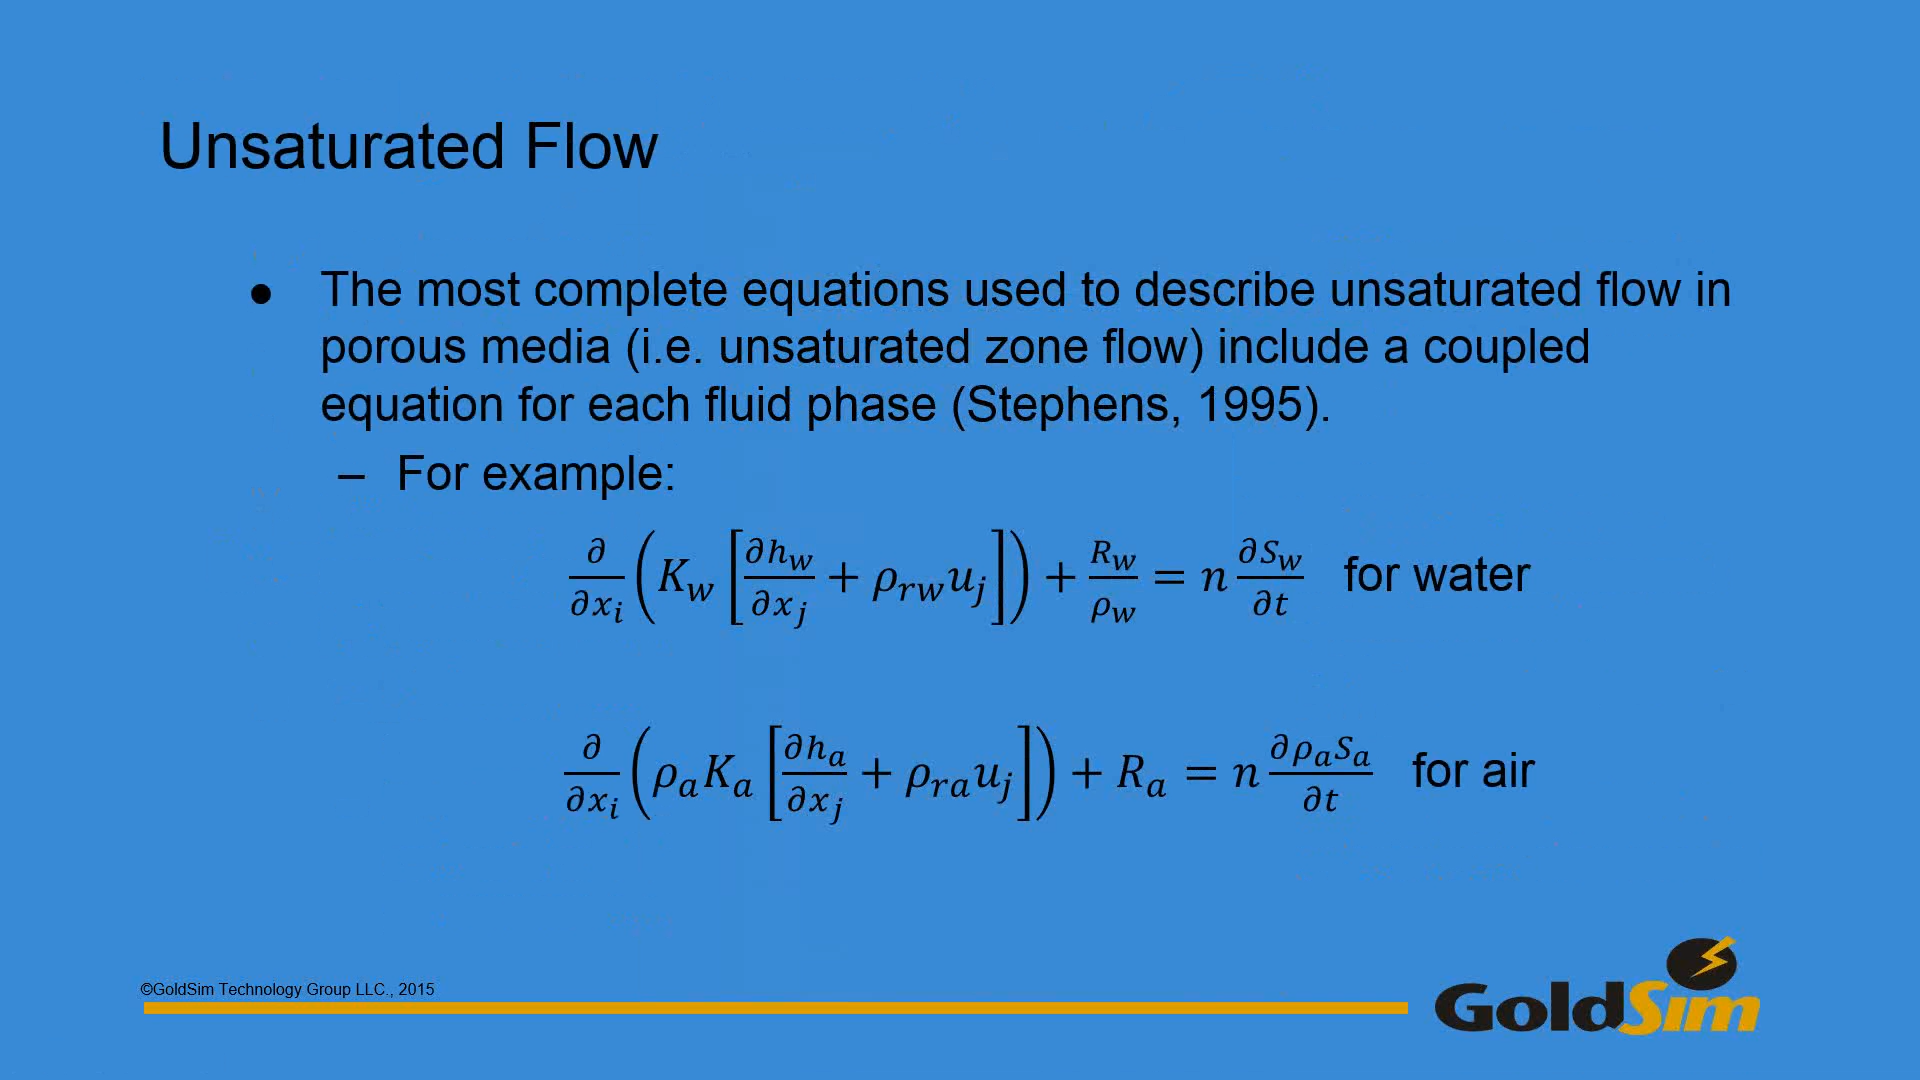 Unsaturated Flow
● The most complete equations used to describe unsaturated flow in
porous media (i.e. unsaturated zone flow) include a coupled
equation for each fluid phase (Stephens, 1995).
– For example:
∂/∂xᵢ (K_w [∂h_w/∂x_j + ρ_rw u_j]) + R_w/ρ_w = n ∂S_w/∂t for water
∂/∂xᵢ (ρ_a K_a [∂h_a/∂x_j + ρ_ra u_j]) + R_a = n ∂ρ_a S_a/∂t for air
©GoldSim Technology Group LLC., 2015
GoldSim